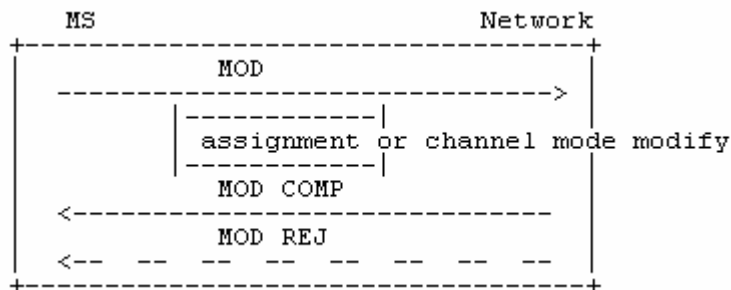 MS Network
MOD
assignment or channel mode modify
MOD COMP
MOD REJ